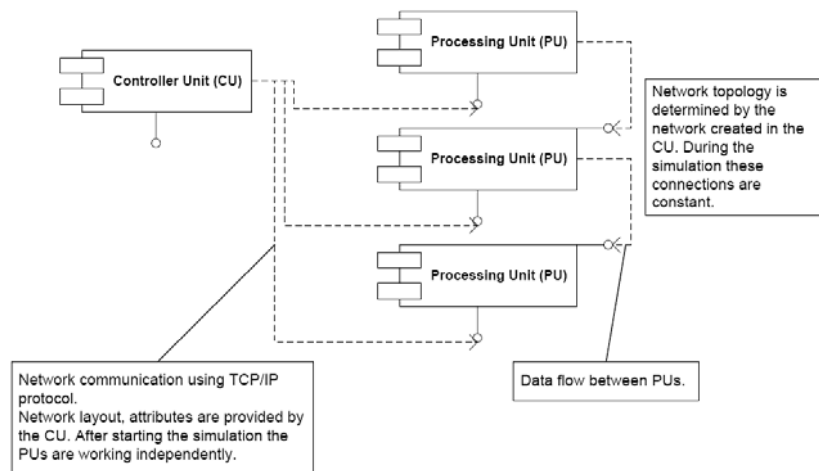 Processing Unit (PU)
Controller Unit (CU)
Network topology is
determined by the
network created in the
CU. During the
simulation these
connections are
constant.
Processing Unit (PU)
Processing Unit (PU)
Network communication using TCP/IP
protocol.
Network layout, attributes are provided by
the CU. After starting the simulation the
PUs are working independently.
Data flow between PUs.